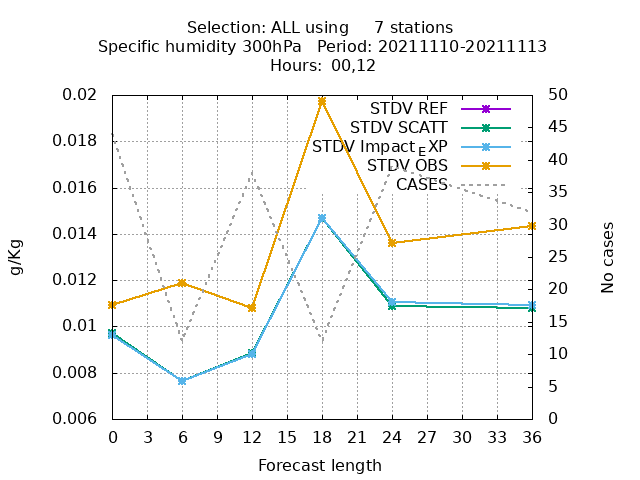 Selection: ALL using 7 stations
Specific humidity 300hPa Period: 20211110-20211113
Hours: 00,12
0.02
0.018
0.016
0.014
0.012
0.01
0.008
0.006
g/Kg
STDV REF
STDV SCATT
STDV Impact_EXP
STDV OBS
CASES
50
45
40
35
30
25
20
15
10
5
0
No cases
0 3 6 9 12 15 18 21 24 27 30 33 36
Forecast length